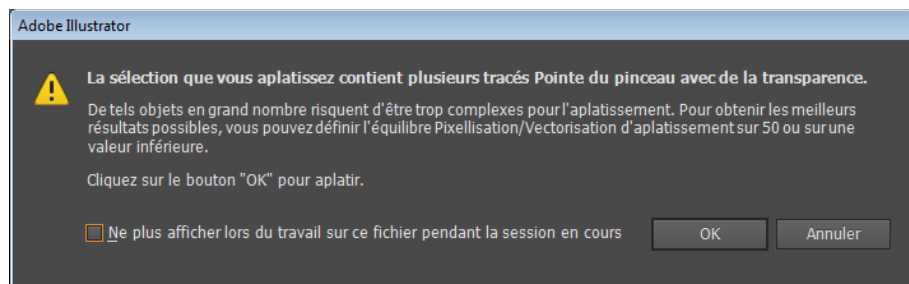 Adobe Illustrator
La sélection que vous aplatissez contient plusieurs tracés Pointe du pinceau avec de la transparence.
De tels objets en grand nombre risquent d'être trop complexes pour l'aplatissement. Pour obtenir les meilleurs
résultats possibles, vous pouvez définir l'équilibre Pixellisation/Vectorisation d'aplatissement sur 50 ou sur une
valeur inférieure.
Cliquez sur le bouton "OK" pour aplatir.
Ne plus afficher lors du travail sur ce fichier pendant la session en cours
OK
Annuler